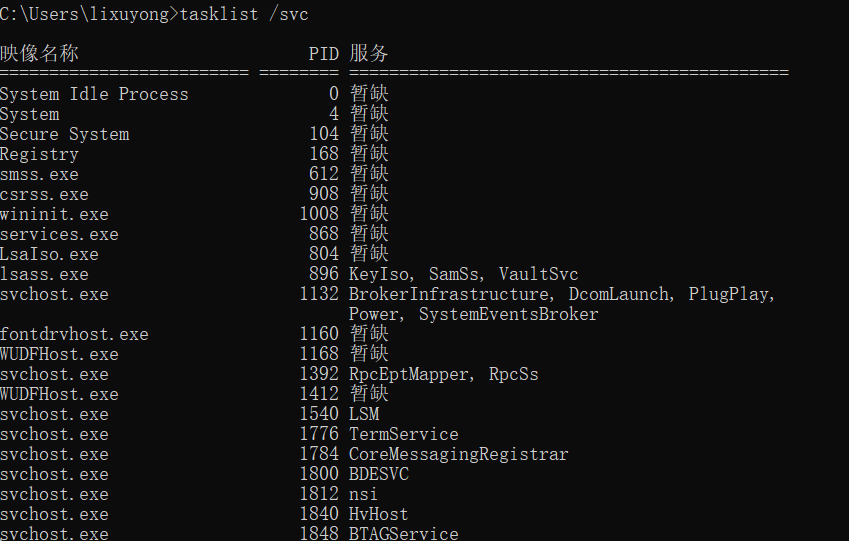 C:\Users\lixuyong>tasklist /svc
映像名称                       PID 服务
========================= ======== ============================================
System Idle Process              0 暂缺
System                           4 暂缺
Secure System                  104 暂缺
Registry                       168 暂缺
smss.exe                       612 暂缺
csrss.exe                      908 暂缺
wininit.exe                   1008 暂缺
services.exe                   868 暂缺
LsaIso.exe                     804 暂缺
lsass.exe                      896 KeyIso, SamSs, VaultSvc
svchost.exe                   1132 BrokerInfrastructure, DcomLaunch, PlugPlay,
                                   Power, SystemEventsBroker
fontdrvhost.exe               1160 暂缺
WUDFHost.exe                  1168 暂缺
svchost.exe                   1392 RpcEptMapper, RpcSs
WUDFHost.exe                  1412 暂缺
svchost.exe                   1540 LSM
svchost.exe                   1776 TermService
svchost.exe                   1784 CoreMessagingRegistrar
svchost.exe                   1800 BDESVC
svchost.exe                   1812 nsi
svchost.exe                   1840 HvHost
svchost.exe                   1848 BTAGService